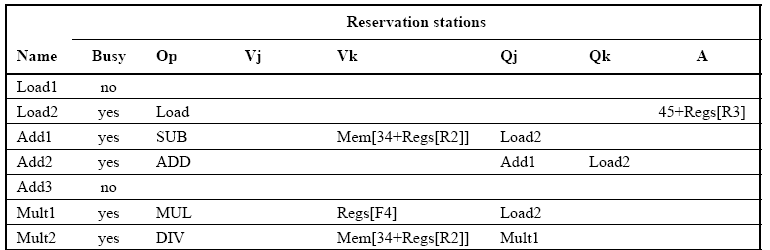 Reservation stations
Name Busy Op Vj Vk Qj Qk A
Load1 no
Load2 yes Load 45+Regs[R3]
Add1 yes SUB Mem[34+Regs[R2]] Load2
Add2 yes ADD Add1 Load2
Add3 no
Mult1 yes MUL Regs[F4] Load2
Mult2 yes DIV Mem[34+Regs[R2]] Mult1